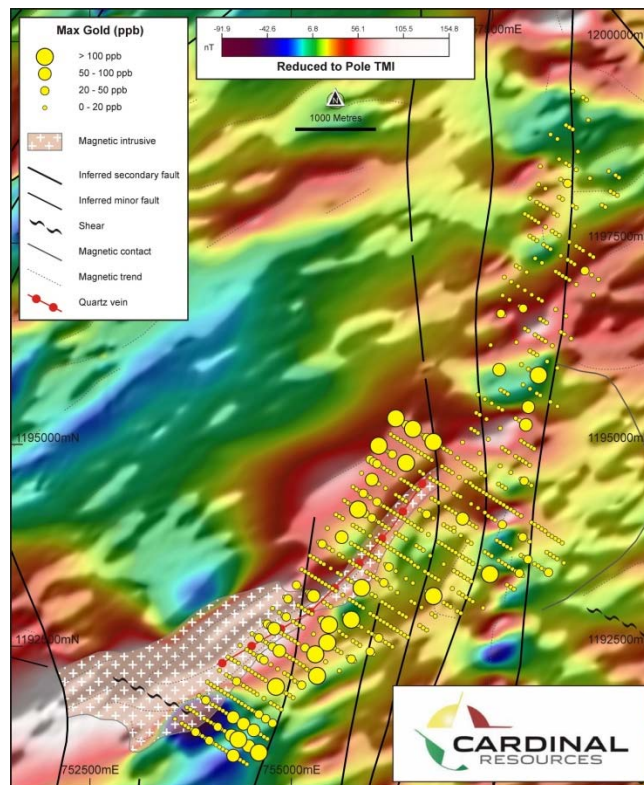 Max Gold (ppb)
> 100 ppb
50 - 100 ppb
20 - 50 ppb
0 - 20 ppb
Magnetic intrusive
Inferred secondary fault
Inferred minor fault
Shear
Magnetic contact
Magnetic trend
Quartz vein
-91.9 -42.6 6.8 56.1 105.5 154.8
nT
Reduced to Pole TMI
N
1000 Metres
000mE
1200000m
1197500m
1195000mN
1195000m
1192500mN
1192500m
752500mE
755000mE
CARDINAL
RESOURCES